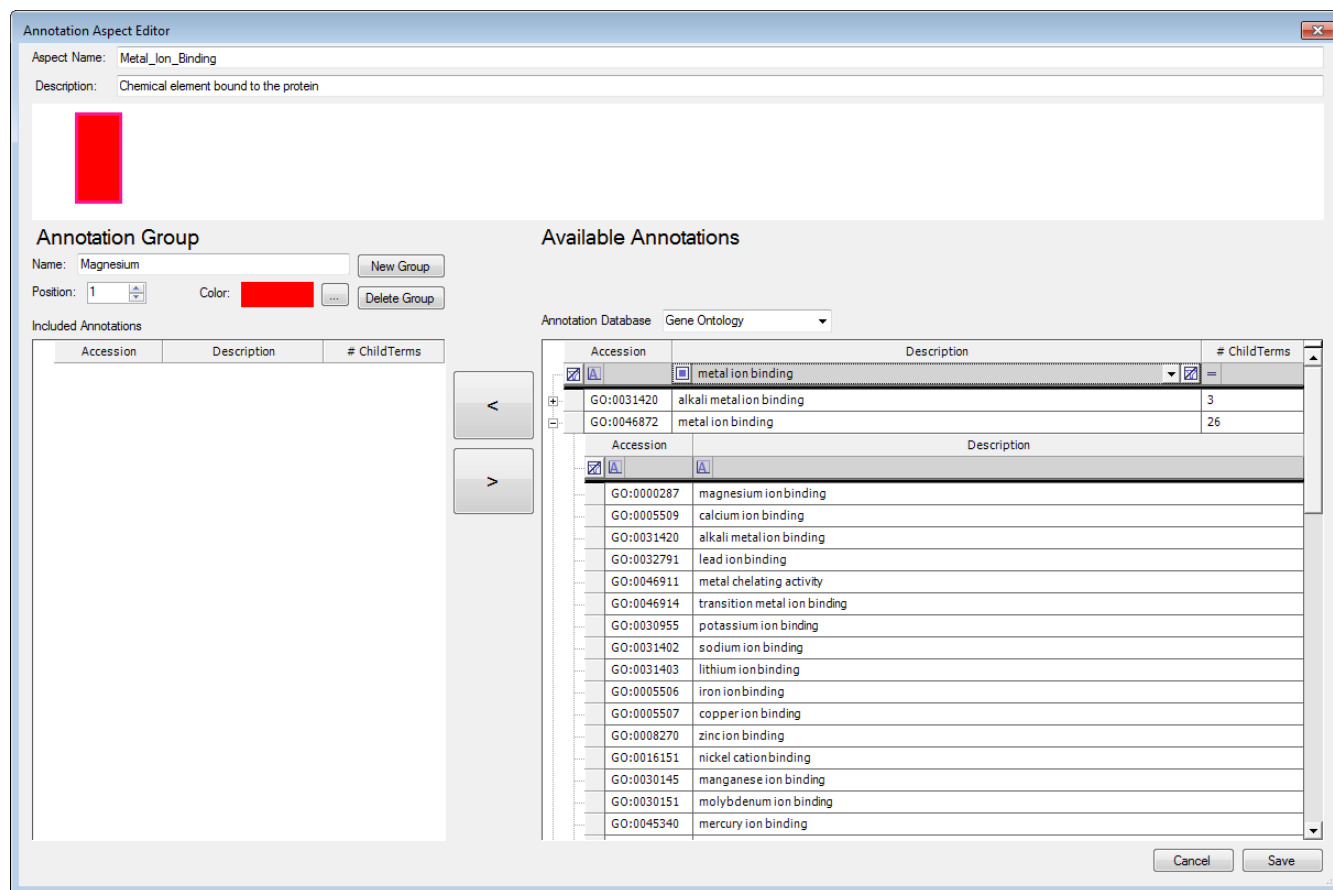 Annotation Aspect Editor
Aspect Name: Metal_Ion_Binding
Description: Chemical element bound to the protein
Annotation Group
Name: Magnesium New Group
Position: 1 Color: ... Delete Group
Included Annotations
Accession Description # ChildTerms
<
>
Available Annotations
Annotation Database Gene Ontology
Accession Description # ChildTerms
A metal ion binding =
GO:0031420 alkali metal ion binding 3
GO:0046872 metal ion binding 26
Accession Description
A A
GO:0000287 magnesium ion binding
GO:0005509 calcium ion binding
GO:0031420 alkali metal ion binding
GO:0032791 lead ion binding
GO:0046911 metal chelating activity
GO:0046914 transition metal ion binding
GO:0030955 potassium ion binding
GO:0031402 sodium ion binding
GO:0031403 lithium ion binding
GO:0005506 iron ion binding
GO:0005507 copper ion binding
GO:0008270 zinc ion binding
GO:0016151 nickel cation binding
GO:0030145 manganese ion binding
GO:0030151 molybdenum ion binding
GO:0045340 mercury ion binding
Cancel Save